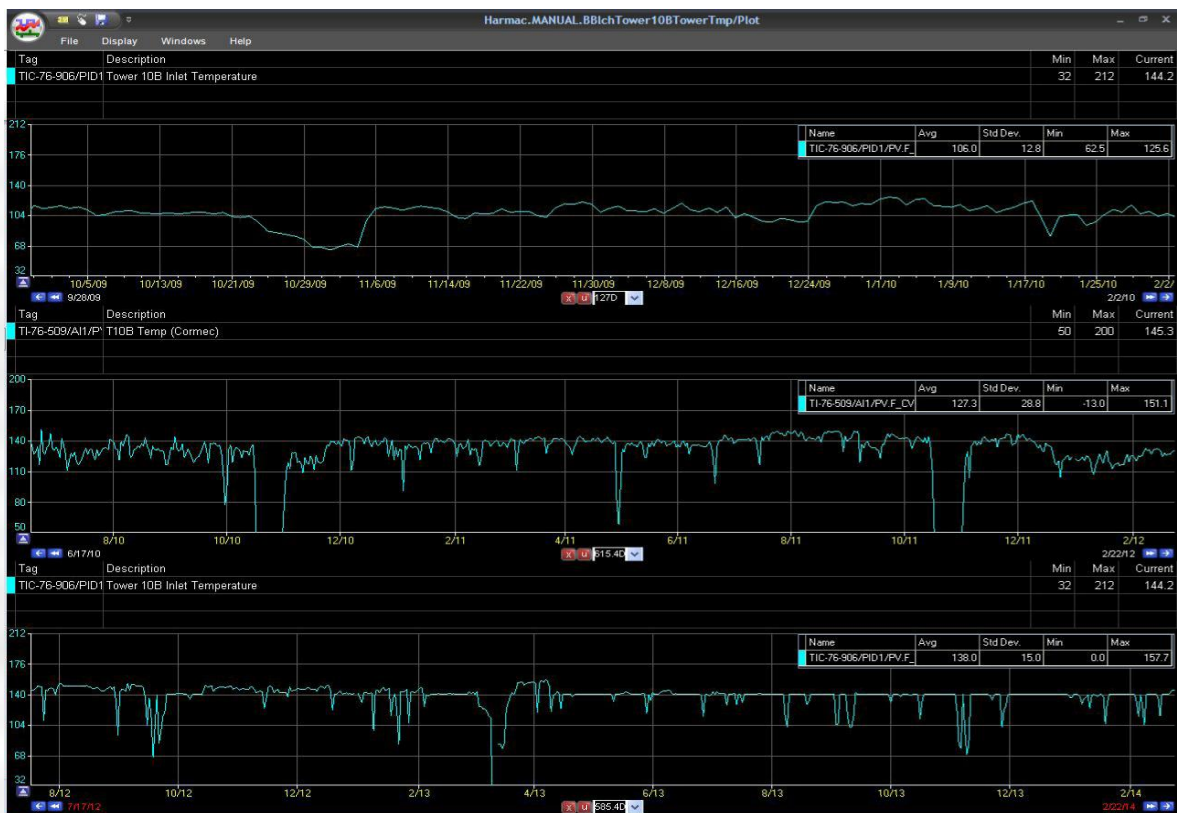 Harmac.MANUAL.BBlchTower10BTowerTmp/Plot
File Display Windows Help
Tag Description Min Max Current
TIC-76-906/PID1 Tower 10B Inlet Temperature 32 212 144.2
212
Name Avg Std Dev. Min Max
TIC-76-906/PID1/PV.F_ 106.0 12.8 62.5 125.6
176
140
104
68
32
10/5/09 10/13/09 10/21/09 10/29/09 11/6/09 11/14/09 11/22/09 11/30/09 12/8/09 12/16/09 12/24/09 1/1/10 1/9/10 1/17/10 1/25/10 2/2/
9/28/09 X U 127D 2/2/10
Tag Description Min Max Current
TI-76-509/AI1/P T10B Temp (Cormec) 50 200 145.3
200
Name Avg Std Dev. Min Max
TI-76-509/AI1/PV.F_CV 127.3 28.8 -13.0 151.1
170
140
110
80
50
8/10 10/10 12/10 2/11 4/11 6/11 8/11 10/11 12/11 2/12
6/17/10 X U 615.4D 2/22/12
Tag Description Min Max Current
TIC-76-906/PID1 Tower 10B Inlet Temperature 32 212 144.2
212
Name Avg Std Dev. Min Max
TIC-76-906/PID1/PV.F_ 138.0 15.0 0.0 157.7
176
140
104
68
32
8/12 10/12 12/12 2/13 4/13 6/13 8/13 10/13 12/13 2/14
7/17/12 X U 585.4D 2/22/14